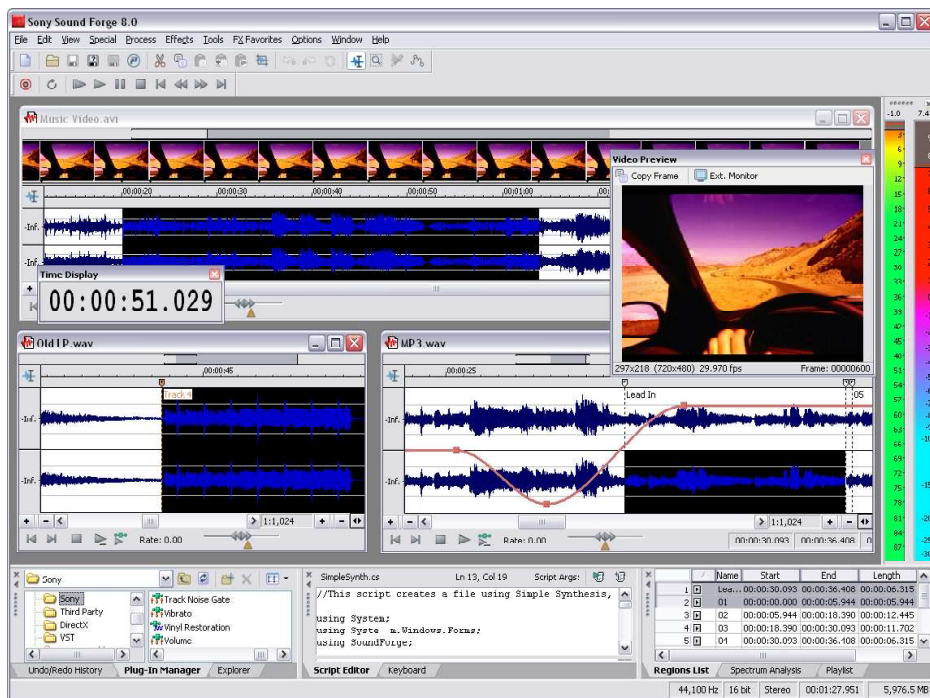 Sony Sound Forge 8.0
File Edit View Special Process Effects Tools FX Favorites Options Window Help
Music Video.avi
-1.0 7.4
,00:00:20 ,00:00:30 ,00:00:40 ,00:00:50 ,00:01:00
-Inf.
-Inf.
Video Preview
Copy Frame Ext. Monitor
297x218 (720x480) 29.970 fps Frame: 00000600
Time Display
00:00:51.029
Old LP.wav
,00:00:45
Track 4
-Inf.
-Inf.
1:1,024
Rate: 0.00
MP3.wav
,00:00:25
Lead In 05
-Inf.
-Inf.
1:1,024
Rate: 0.00 00:00:30.093 00:00:36.408
Sony
Sony
Third Party
DirectX
VST
Track Noise Gate
Vibrato
Vinyl Restoration
Volume
Undo/Redo History Plug-In Manager Explorer
SimpleSynth.cs Ln 13, Col 19 Script Args:
//This script creates a file using Simple Synthesis,
using System;
using Syste m.Windows.Forms;
using SoundForge;
Script Editor Keyboard
Name Start End Length
1 Lea... 00:00:30.093 00:00:36.408 00:00:06.315
2 01 00:00:00.000 00:00:05.944 00:00:05.944
3 02 00:00:05.944 00:00:18.390 00:00:12.445
4 03 00:00:18.390 00:00:30.093 00:00:11.702
5 04 00:00:30.093 00:00:36.408 00:00:06.315
Regions List Spectrum Analysis Playlist
44,100 Hz 16 bit Stereo 00:01:27.951 5,976.5 MB